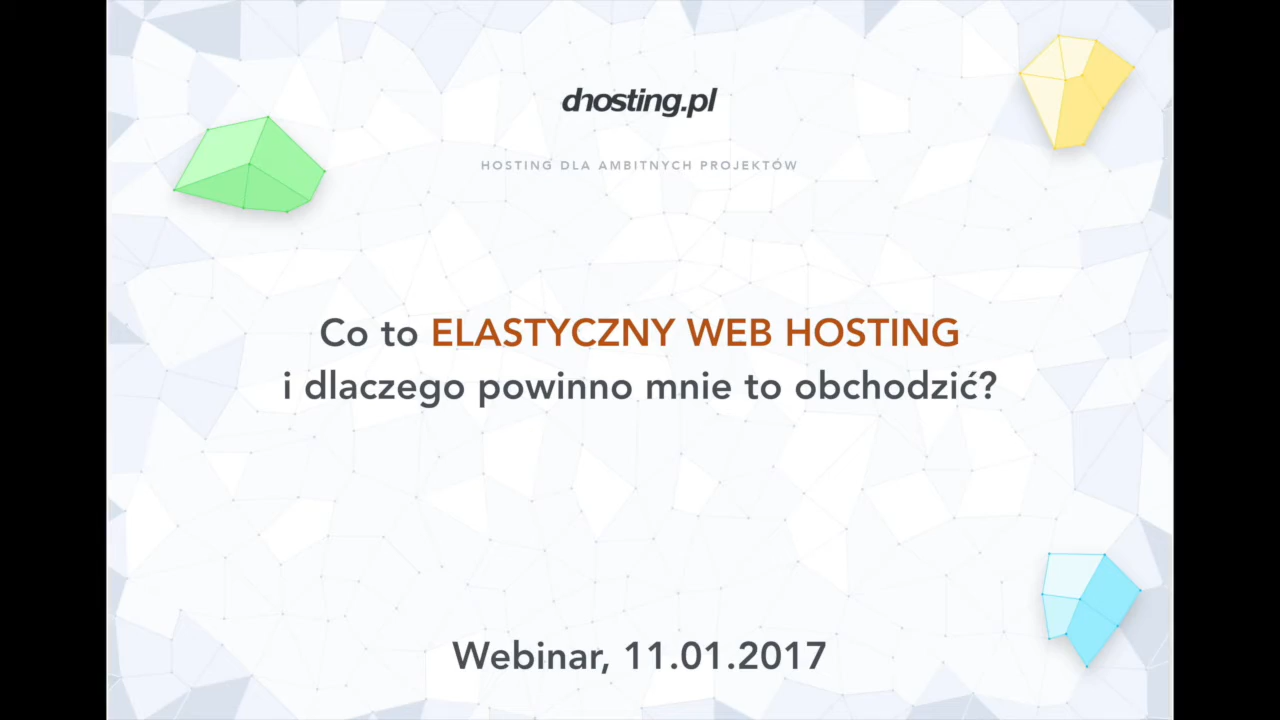 dhosting.pl
HOSTING DLA AMBITNYCH PROJEKTÓW
Co to ELASTYCZNY WEB HOSTING
i dlaczego powinno mnie to obchodzić?
Webinar, 11.01.2017